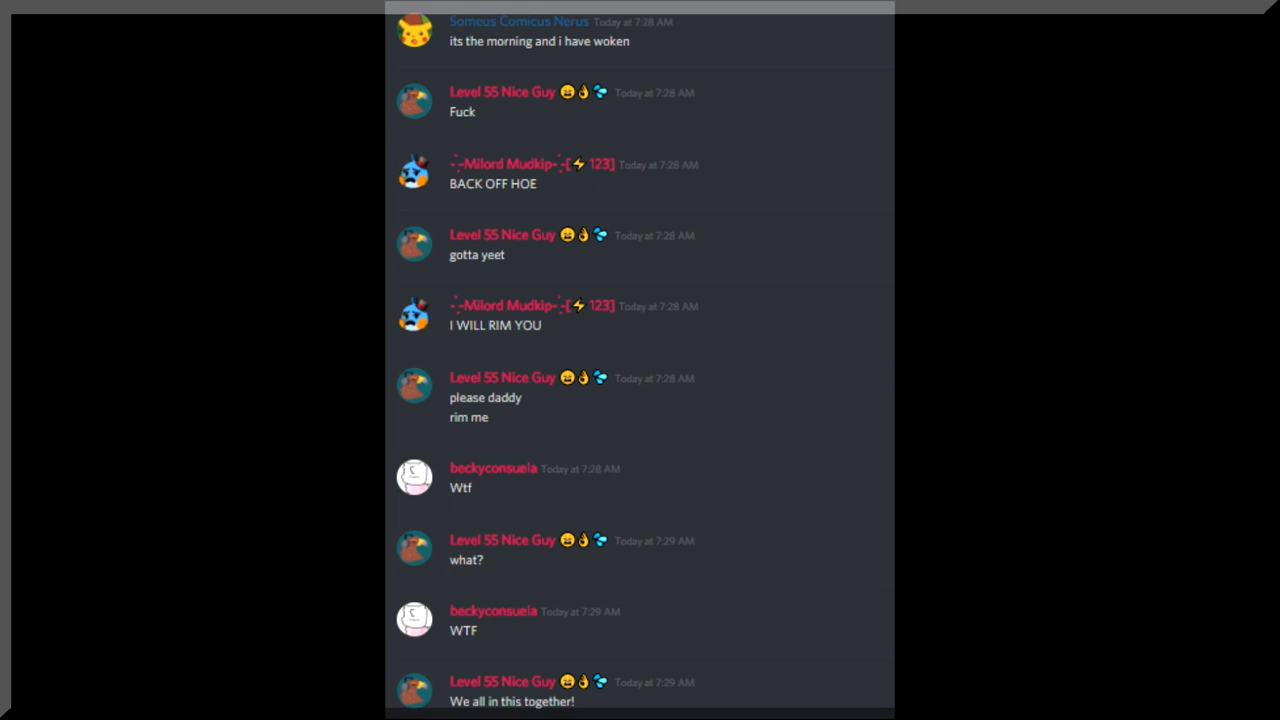 Someus Comicus Nerus Today at 7:28 AM
its the morning and i have woken
Level 55 Nice Guy 😄👌💦 Today at 7:28 AM
Fuck
-҉-Milord Mudkip-҉-[⚡123] Today at 7:28 AM
BACK OFF HOE
Level 55 Nice Guy 😄👌💦 Today at 7:28 AM
gotta yeet
-҉-Milord Mudkip-҉-[⚡123] Today at 7:28 AM
I WILL RIM YOU
Level 55 Nice Guy 😄👌💦 Today at 7:28 AM
please daddy
rim me
beckyconsuela Today at 7:28 AM
Wtf
Level 55 Nice Guy 😄👌💦 Today at 7:29 AM
what?
beckyconsuela Today at 7:29 AM
WTF
Level 55 Nice Guy 😄👌💦 Today at 7:29 AM
We all in this together!